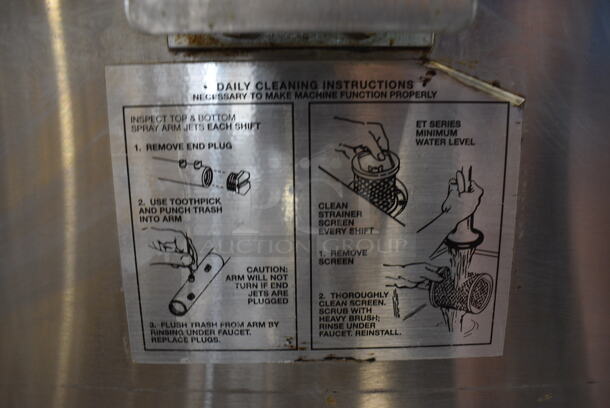 • DAILY CLEANING INSTRUCTIONS •
NECESSARY TO MAKE MACHINE FUNCTION PROPERLY
INSPECT TOP & BOTTOM
SPRAY ARM JETS EACH SHIFT
1. REMOVE END PLUG
2. USE TOOTHPICK
AND PUNCH TRASH
INTO ARM
CAUTION:
ARM WILL NOT
TURN IF END
JETS ARE
PLUGGED
3. FLUSH TRASH FROM ARM BY
RINSING UNDER FAUCET.
REPLACE PLUGS.
ET SERIES
MINIMUM
WATER LEVEL
CLEAN
STRAINER
SCREEN
EVERY SHIFT
1. REMOVE
SCREEN
2. THOROUGHLY
CLEAN SCREEN.
SCRUB WITH
HEAVY BRUSH;
RINSE UNDER
FAUCET. REINSTALL.
AUCTION GROUP